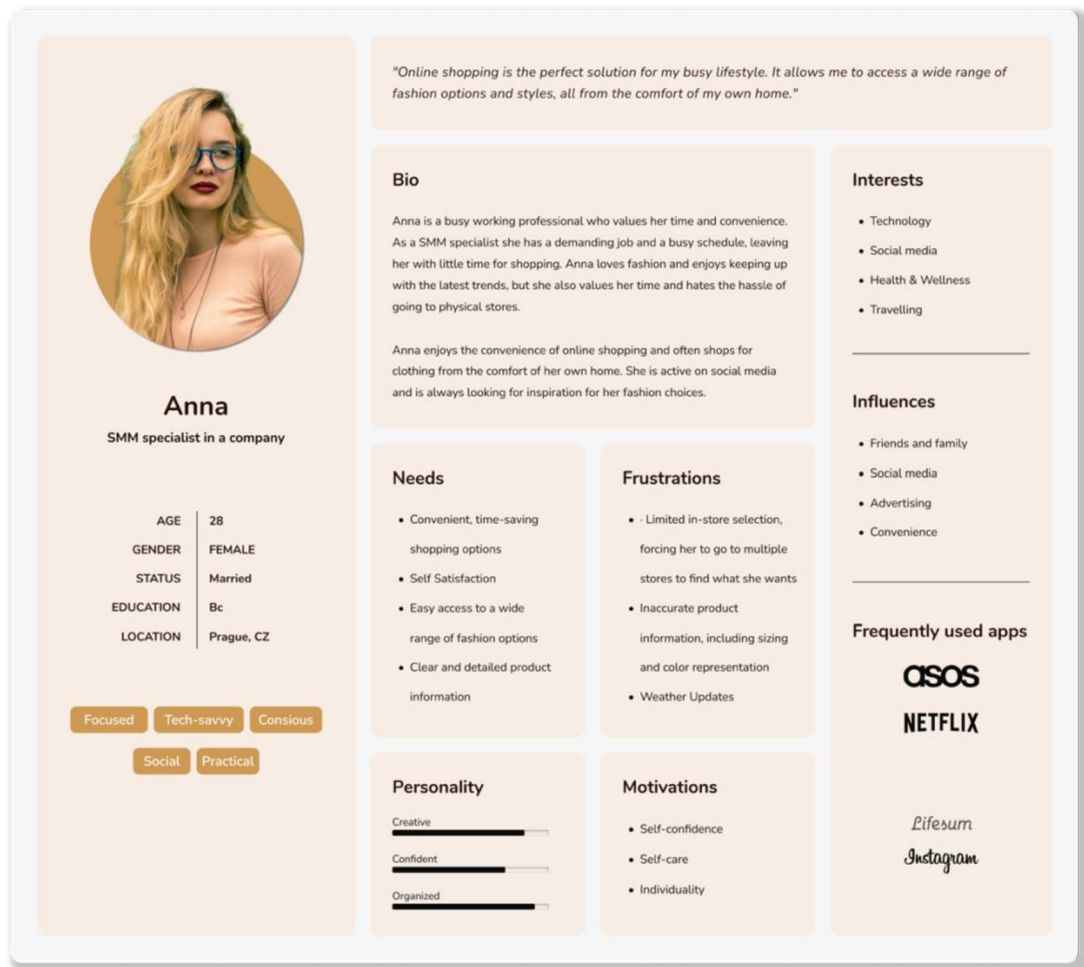 "Online shopping is the perfect solution for my busy lifestyle. It allows me to access a wide range of
fashion options and styles, all from the comfort of my own home."
Anna
SMM specialist in a company
AGE 28
GENDER FEMALE
STATUS Married
EDUCATION Bc
LOCATION Prague, CZ
Focused Tech-savvy Consious
Social Practical
Bio
Anna is a busy working professional who values her time and convenience.
As a SMM specialist she has a demanding job and a busy schedule, leaving
her with little time for shopping. Anna loves fashion and enjoys keeping up
with the latest trends, but she also values her time and hates the hassle of
going to physical stores.
Anna enjoys the convenience of online shopping and often shops for
clothing from the comfort of her own home. She is active on social media
and is always looking for inspiration for her fashion choices.
Needs
• Convenient, time-saving
shopping options
• Self Satisfaction
• Easy access to a wide
range of fashion options
• Clear and detailed product
information
Frustrations
• · Limited in-store selection,
forcing her to go to multiple
stores to find what she wants
• Inaccurate product
information, including sizing
and color representation
• Weather Updates
Personality
Creative
Confident
Organized
Motivations
• Self-confidence
• Self-care
• Individuality
Interests
• Technology
• Social media
• Health & Wellness
• Travelling
Influences
• Friends and family
• Social media
• Advertising
• Convenience
Frequently used apps
asos
NETFLIX
Lifesum
Instagram